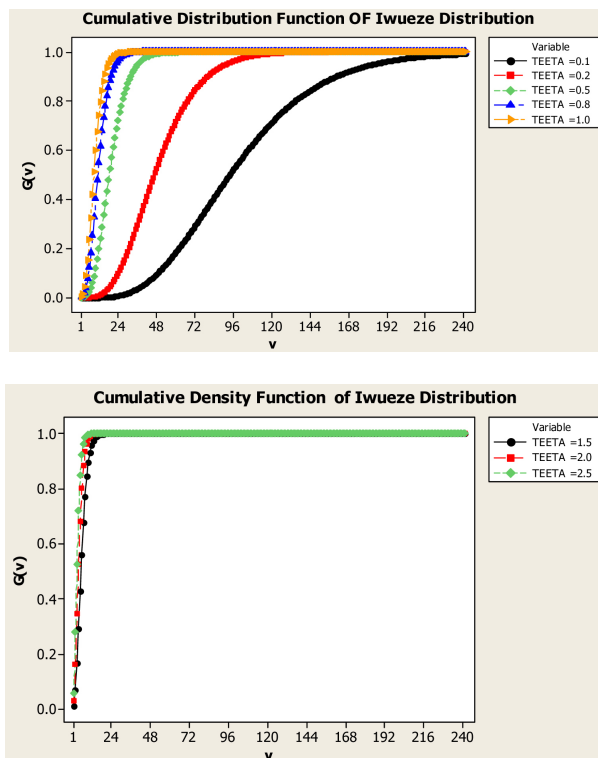 Cumulative Distribution Function OF Iwueze Distribution
Variable
TEETA =0.1
TEETA =0.2
TEETA =0.5
TEETA =0.8
TEETA =1.0
G(v)
1.0
0.8
0.6
0.4
0.2
0.0
1 24 48 72 96 120 144 168 192 216 240
v
Cumulative Density Function of Iwueze Distribution
Variable
TEETA =1.5
TEETA =2.0
TEETA =2.5
G(v)
1.0
0.8
0.6
0.4
0.2
0.0
1 24 48 72 96 120 144 168 192 216 240
v